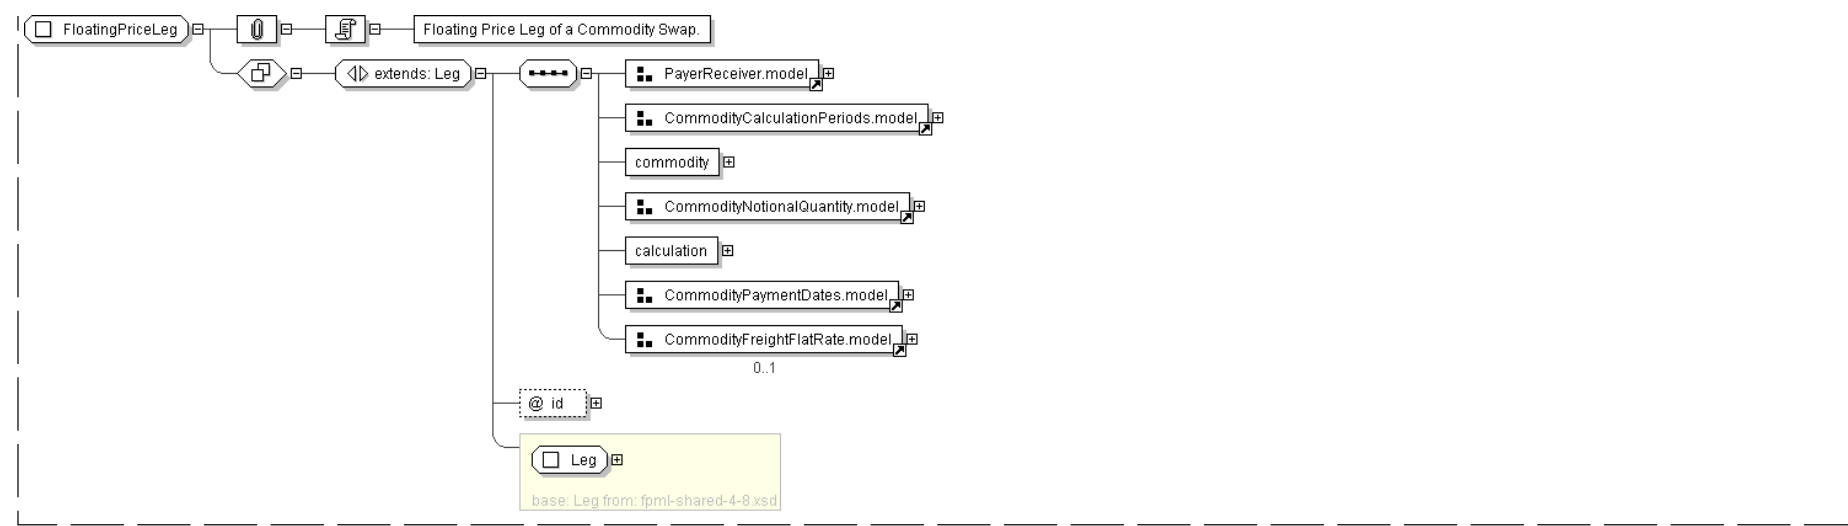 FloatingPriceLeg
Floating Price Leg of a Commodity Swap.
extends: Leg
PayerReceiver.model
CommodityCalculationPeriods.model
commodity
CommodityNotionalQuantity.model
calculation
CommodityPaymentDates.model
CommodityFreightFlatRate.model
0..1
@ id
Leg
base: Leg from: fpml-shared-4-8.xsd